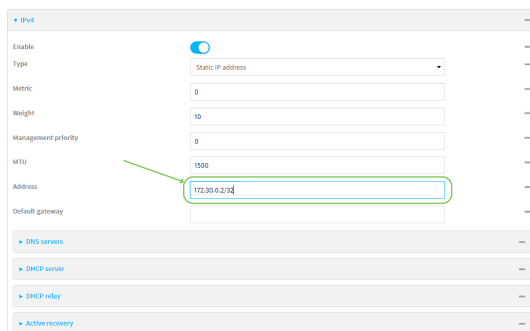 ▾ IPv4
Enable
Type Static IP address
Metric 0
Weight 10
Management priority 0
MTU 1500
Address 172.30.0.2/32
Default gateway
▸ DNS servers
▸ DHCP server
▸ DHCP relay
▸ Active recovery